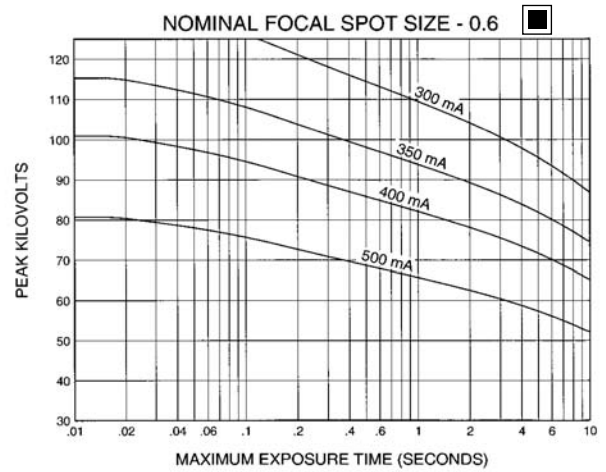 NOMINAL FOCAL SPOT SIZE - 0.6
120
110
100
90
80
70
60
50
40
30
PEAK KILOVOLTS
300 mA
350 mA
400 mA
500 mA
.01 .02 .04 .06 .1 .2 .4 .6 1 2 4 6 10
MAXIMUM EXPOSURE TIME (SECONDS)